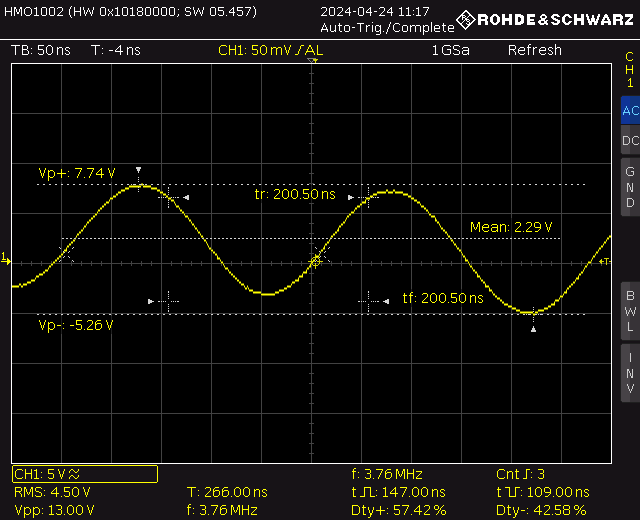 HMO1002 (HW 0x10180000; SW 05.457)
2024-04-24 11:17
Auto-Trig./Complete
ROHDE&SCHWARZ
TB: 50 ns
T: -4 ns
CH1: 50 mV / AL
1 GSa
Refresh
CH1
AC
DC
GND
BWL
INV
Vp+: 7.74 V
tr: 200.50 ns
Mean: 2.29 V
1
T
tf: 200.50 ns
Vp-: -5.26 V
CH1: 5 V
f: 3.76 MHz
Cnt: 3
RMS: 4.50 V
T: 266.00 ns
t: 147.00 ns
t: 109.00 ns
Vpp: 13.00 V
f: 3.76 MHz
Dty+: 57.42 %
Dty-: 42.58 %